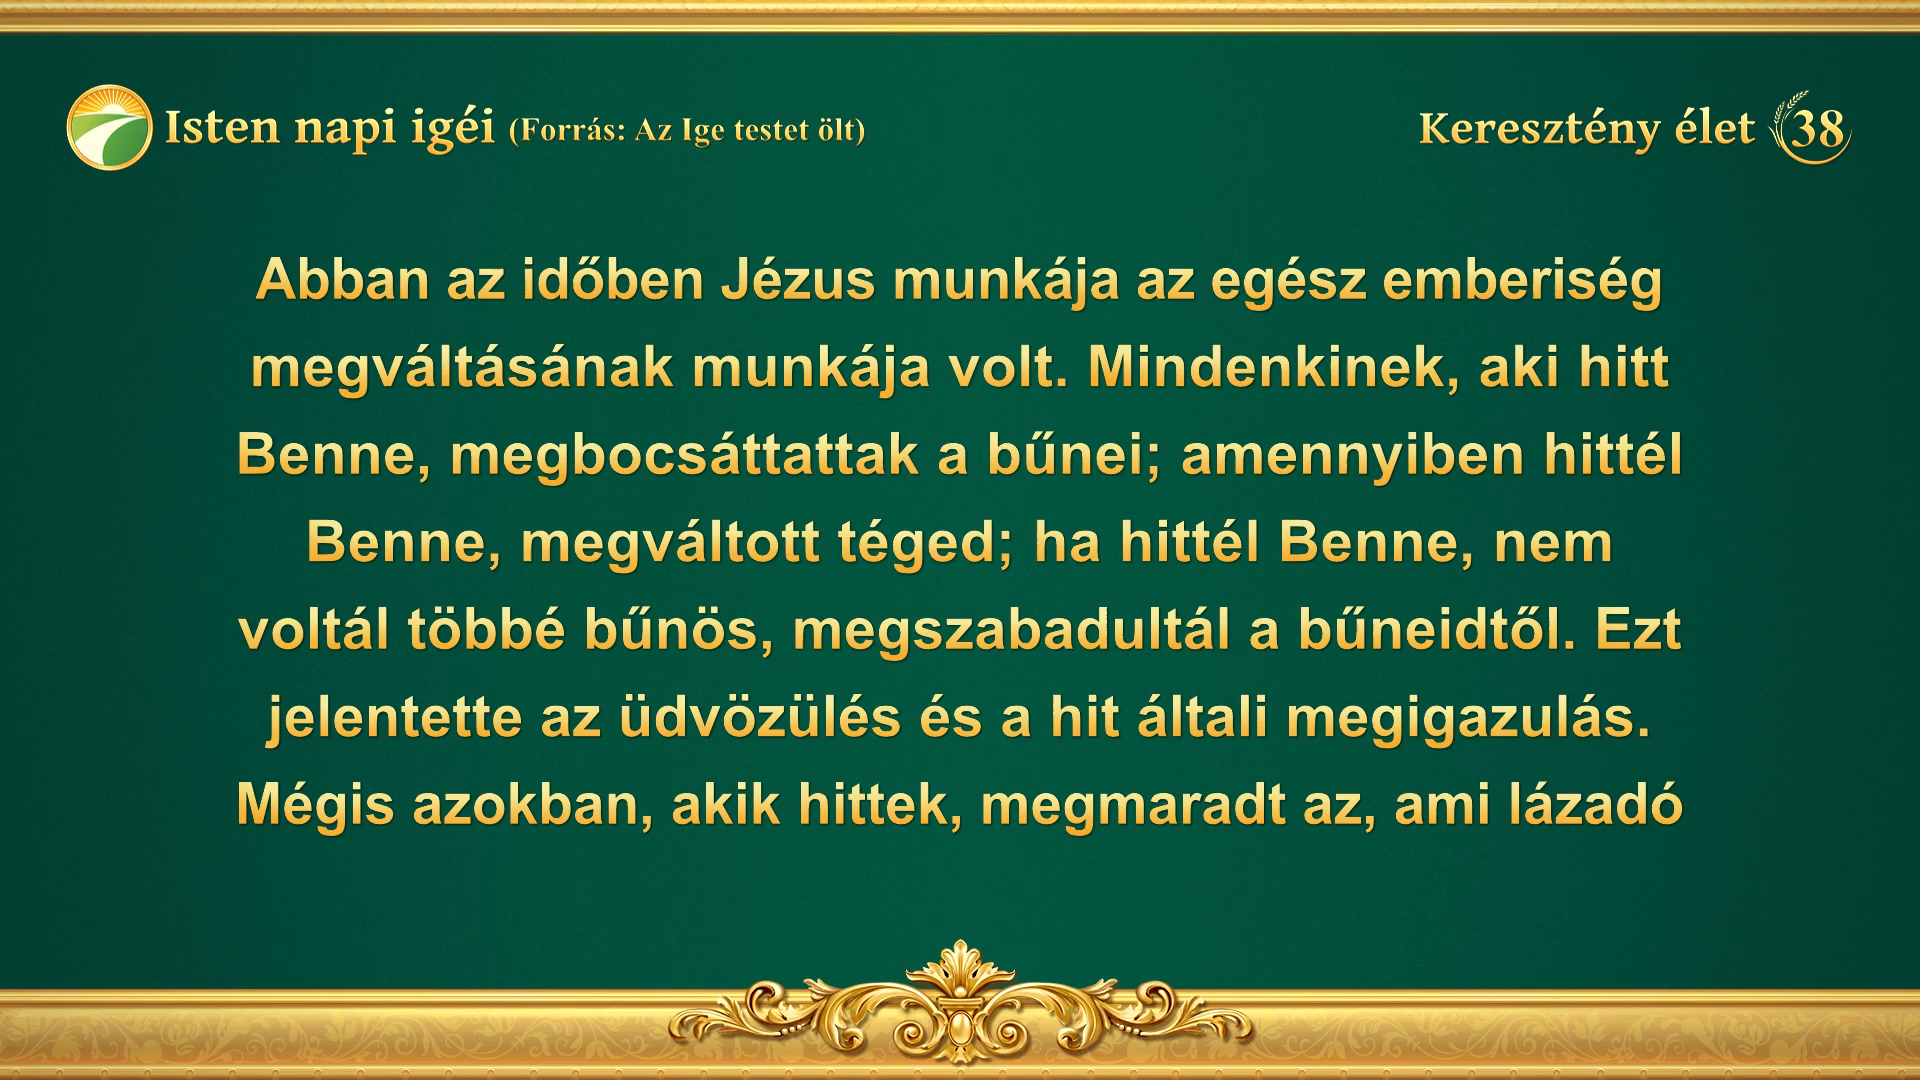 Isten napi igéi (Forrás: Az Ige testet ölt)
Keresztény élet 38
Abban az időben Jézus munkája az egész emberiség
megváltásának munkája volt. Mindenkinek, aki hitt
Benne, megbocsáttattak a bűnei; amennyiben hittél
Benne, megváltott téged; ha hittél Benne, nem
voltál többé bűnös, megszabadultál a bűneidtől. Ezt
jelentette az üdvözülés és a hit általi megigazulás.
Mégis azokban, akik hittek, megmaradt az, ami lázadó